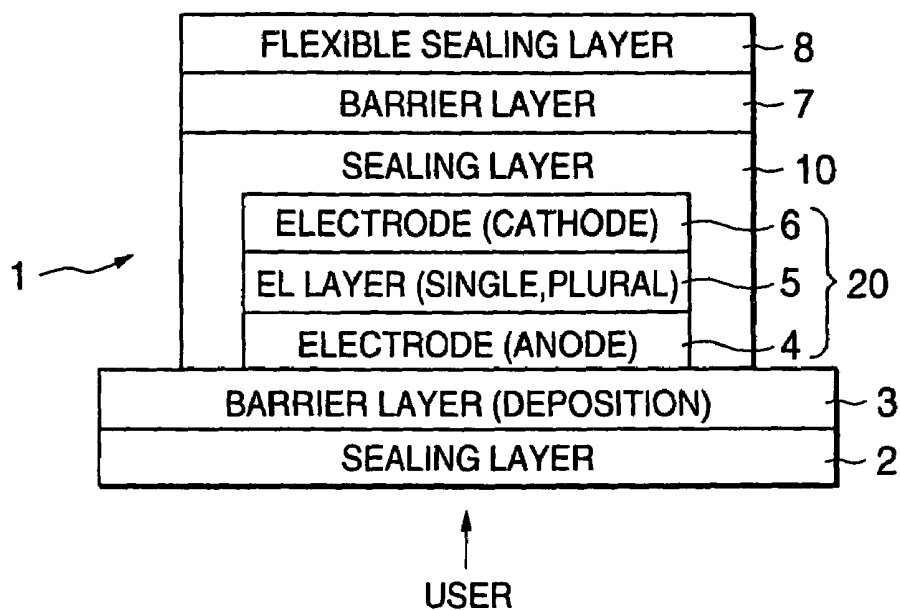 FLEXIBLE SEALING LAYER 8
BARRIER LAYER 7
SEALING LAYER 10
ELECTRODE (CATHODE) 6
EL LAYER (SINGLE,PLURAL) 5
20
1
ELECTRODE (ANODE) 4
BARRIER LAYER (DEPOSITION) 3
SEALING LAYER 2
USER